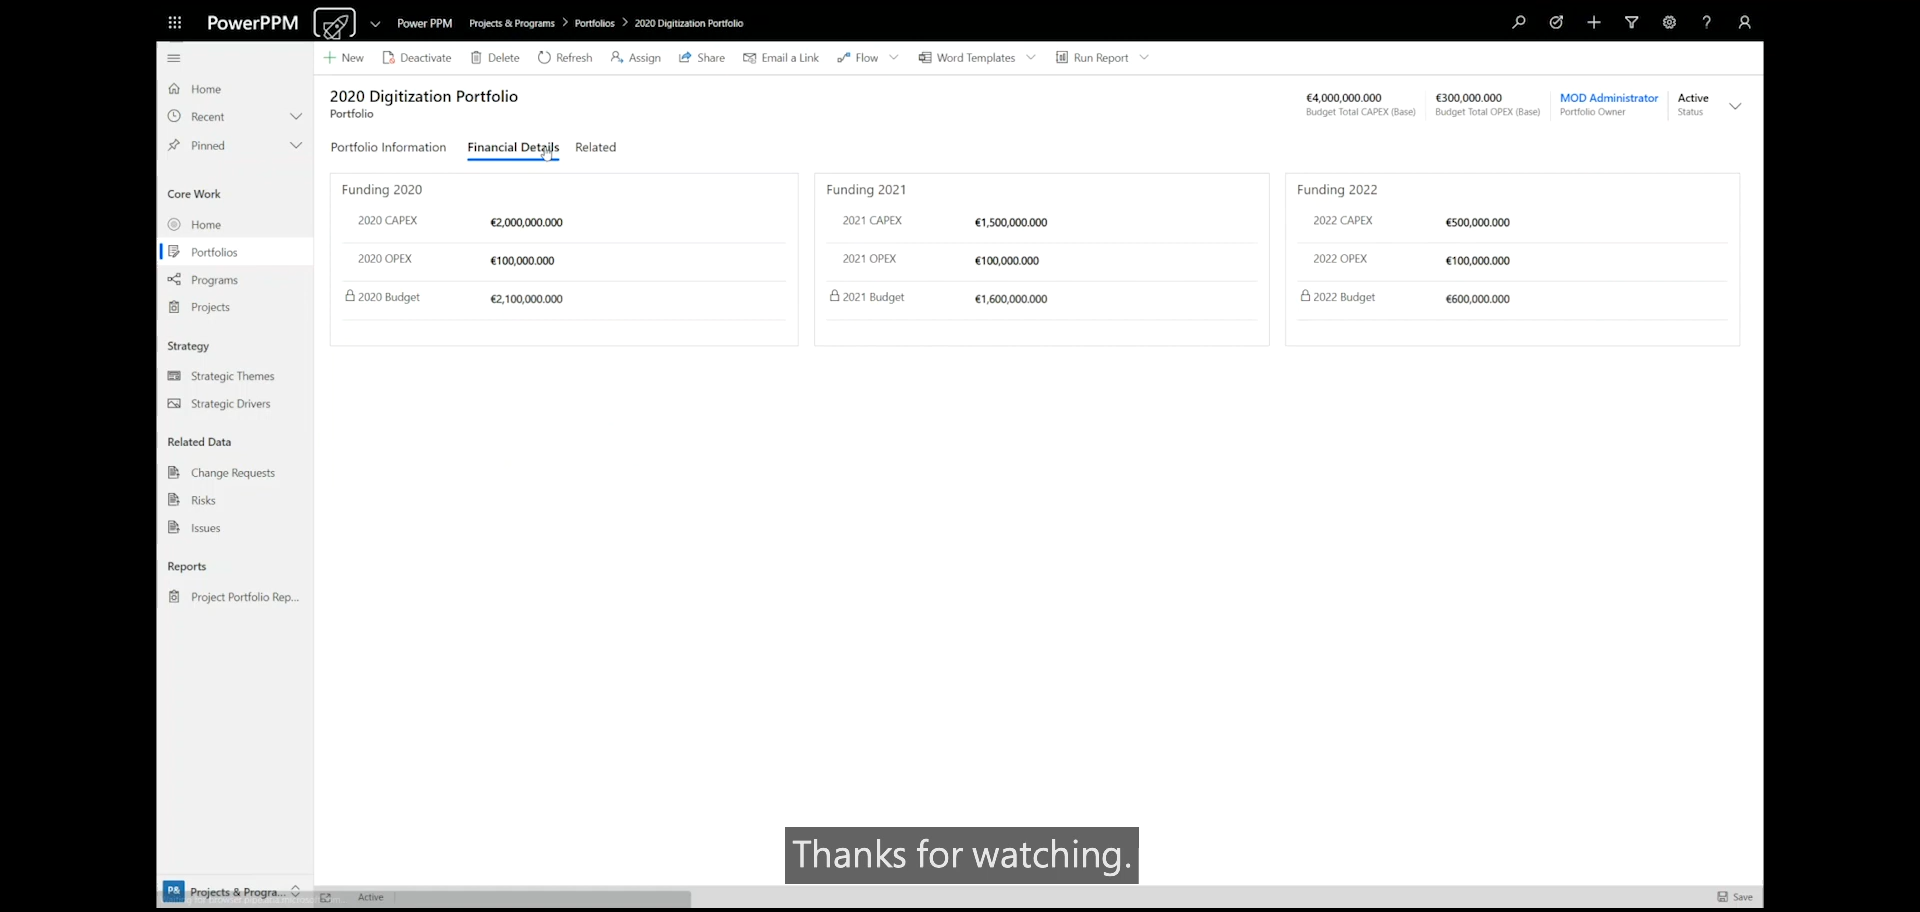 PowerPPM
Power PPM
Projects & Programs > Portfolios > 2020 Digitization Portfolio
New
Deactivate
Delete
Refresh
Assign
Share
Email a Link
Flow
Word Templates
Run Report
Home
Recent
Pinned
Core Work
Home
Portfolios
Programs
Projects
Strategy
Strategic Themes
Strategic Drivers
Related Data
Change Requests
Risks
Issues
Reports
Project Portfolio Rep...
P& Projects & Progra...
2020 Digitization Portfolio
Portfolio
€4,000,000.000
Budget Total CAPEX (Base)
€300,000.000
Budget Total OPEX (Base)
MOD Administrator
Portfolio Owner
Active
Status
Portfolio Information
Financial Details
Related
Funding 2020
2020 CAPEX €2,000,000.000
2020 OPEX €100,000.000
2020 Budget €2,100,000.000
Funding 2021
2021 CAPEX €1,500,000.000
2021 OPEX €100,000.000
2021 Budget €1,600,000.000
Funding 2022
2022 CAPEX €500,000.000
2022 OPEX €100,000.000
2022 Budget €600,000.000
Thanks for watching.
Active
Save